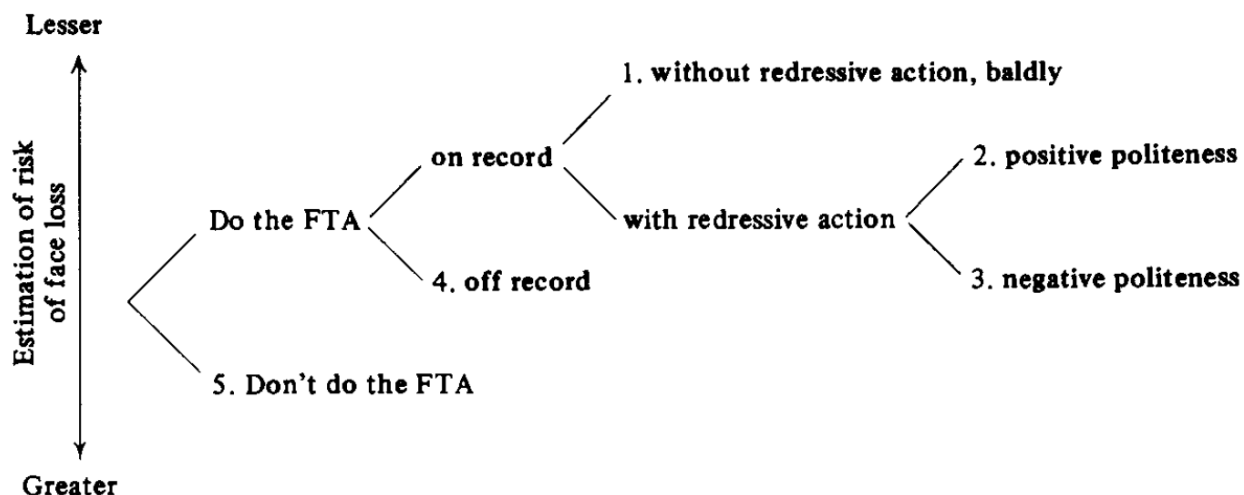 Lesser
Estimation of risk
of face loss
1. without redressive action, baldly
on record
2. positive politeness
Do the FTA
with redressive action
4. off record
3. negative politeness
5. Don't do the FTA
Greater